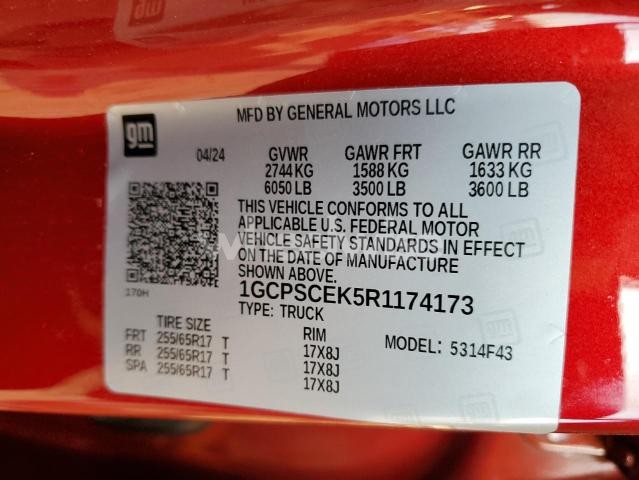 MFD BY GENERAL MOTORS LLC
gm
04/24 GVWR GAWR FRT GAWR RR
2744 KG 1588 KG 1633 KG
6050 LB 3500 LB 3600 LB
THIS VEHICLE CONFORMS TO ALL
APPLICABLE U.S. FEDERAL MOTOR
VEHICLE SAFETY STANDARDS IN EFFECT
ON THE DATE OF MANUFACTURE
SHOWN ABOVE.
170H
1GCPSCEK5R1174173
TYPE: TRUCK
TIRE SIZE RIM MODEL: 5314F43
FRT 255/65R17 T 17X8J
RR 255/65R17 T 17X8J
SPA 255/65R17 T 17X8J